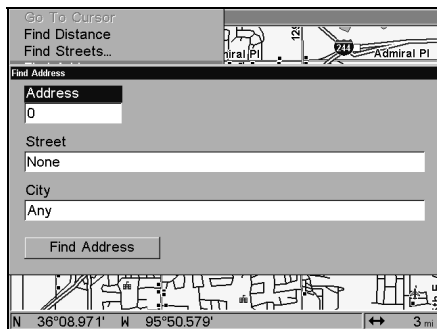 Go To Cursor
Find Distance
Find Streets...
Admiral Pl
244
Admiral Pl
Find Address
Address
0
Street
None
City
Any
Find Address
N 36°08.971' W 95°50.579' ↔ 3 mi